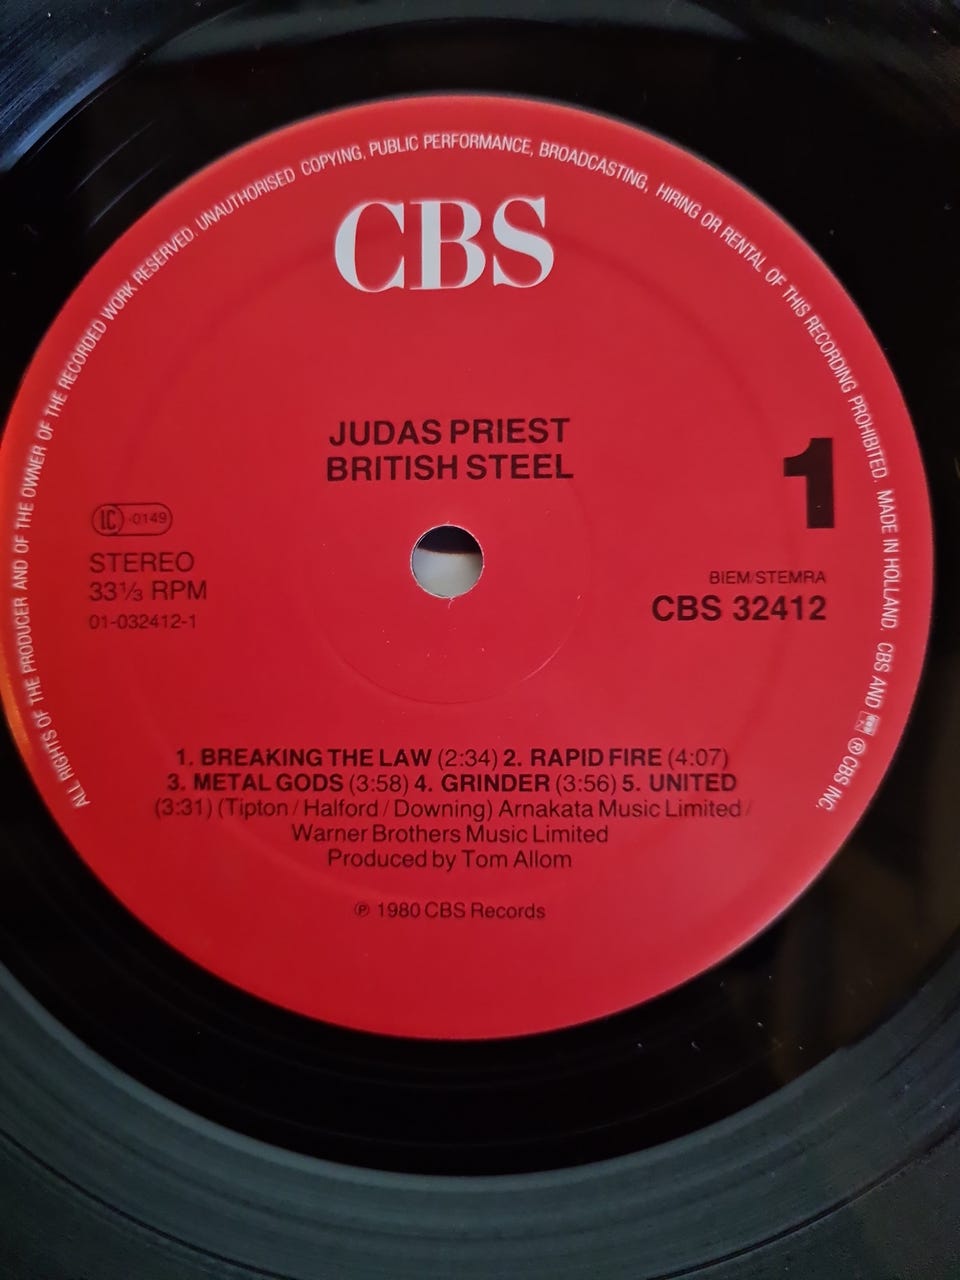 ALL RIGHTS OF THE PRODUCER AND OF THE OWNER OF THE RECORDED WORK RESERVED. UNAUTHORISED COPYING, PUBLIC PERFORMANCE, BROADCASTING, HIRING OR RENTAL OF THIS RECORDING PROHIBITED. MADE IN HOLLAND. CBS AND ® CBS INC.
CBS
JUDAS PRIEST
BRITISH STEEL
1
LC 0149
STEREO
33⅓ RPM
01-032412-1
BIEM/STEMRA
CBS 32412
1. BREAKING THE LAW (2:34) 2. RAPID FIRE (4:07)
3. METAL GODS (3:58) 4. GRINDER (3:56) 5. UNITED
(3:31) (Tipton / Halford / Downing) Arnakata Music Limited /
Warner Brothers Music Limited
Produced by Tom Allom
℗ 1980 CBS Records